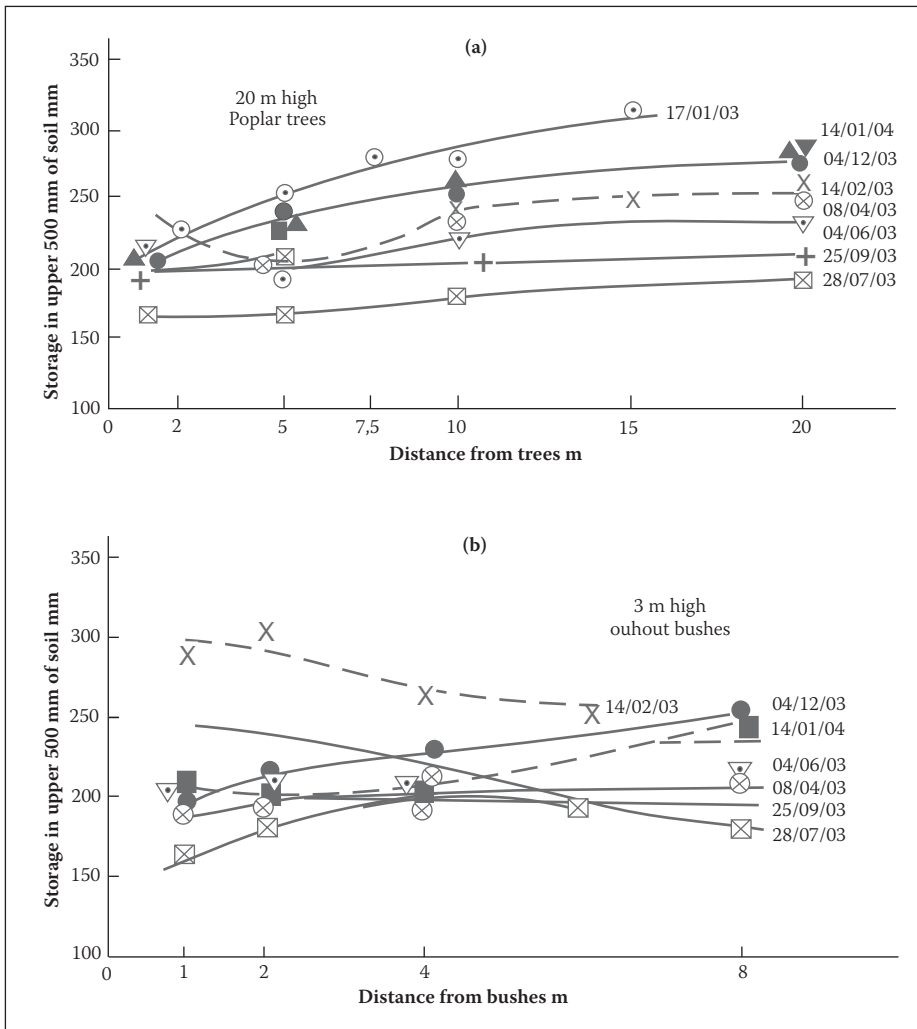 (a)
350
300
250
200
150
100
Storage in upper 500 mm of soil mm
20 m high
Poplar trees
17/01/03
14/01/04
04/12/03
14/02/03
08/04/03
04/06/03
25/09/03
28/07/03
0 2 5 7,5 10 15 20
Distance from trees m
(b)
350
300
250
200
150
100
Storage in upper 500 mm of soil mm
3 m high
ouhout bushes
14/02/03
04/12/03
14/01/04
04/06/03
08/04/03
25/09/03
28/07/03
0 1 2 4 8
Distance from bushes m